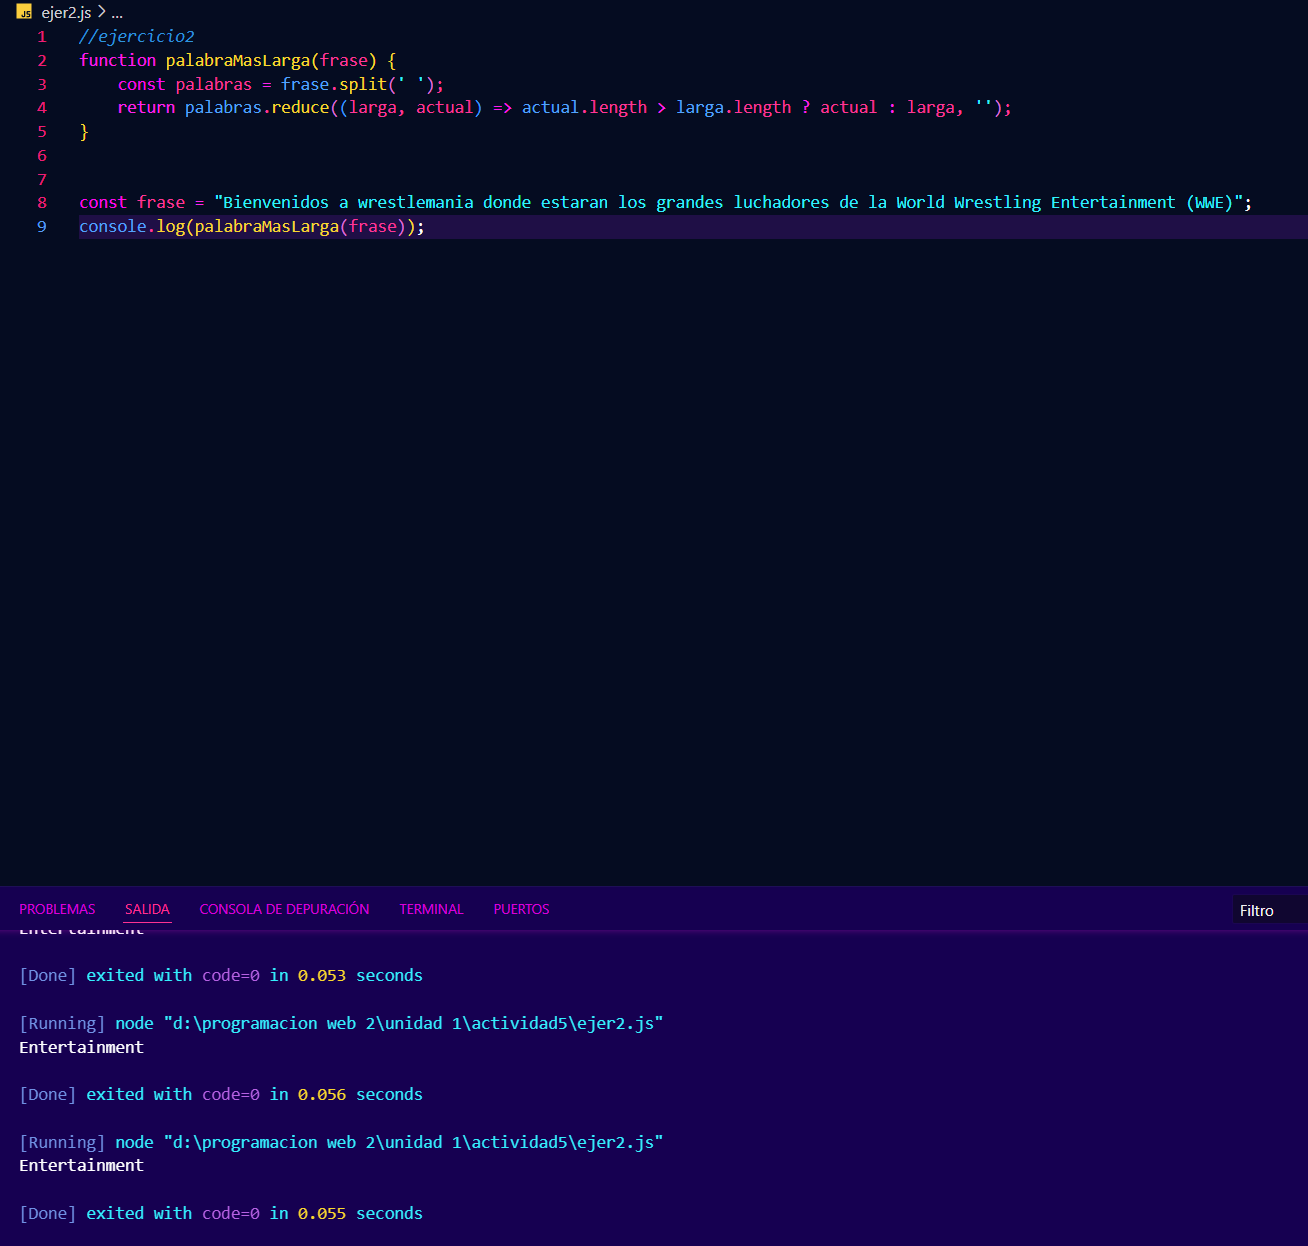 JS ejer2.js > ...
1 //ejercicio2
2 function palabraMasLarga(frase) {
3     const palabras = frase.split(' ');
4     return palabras.reduce((larga, actual) => actual.length > larga.length ? actual : larga, '');
5 }
6
7
8 const frase = "Bienvenidos a wrestlemania donde estaran los grandes luchadores de la World Wrestling Entertainment (WWE)";
9 console.log(palabraMasLarga(frase));
PROBLEMAS SALIDA CONSOLA DE DEPURACIÓN TERMINAL PUERTOS Filtro
Entertainment
[Done] exited with code=0 in 0.053 seconds
[Running] node "d:\programacion web 2\unidad 1\actividad5\ejer2.js"
Entertainment
[Done] exited with code=0 in 0.056 seconds
[Running] node "d:\programacion web 2\unidad 1\actividad5\ejer2.js"
Entertainment
[Done] exited with code=0 in 0.055 seconds